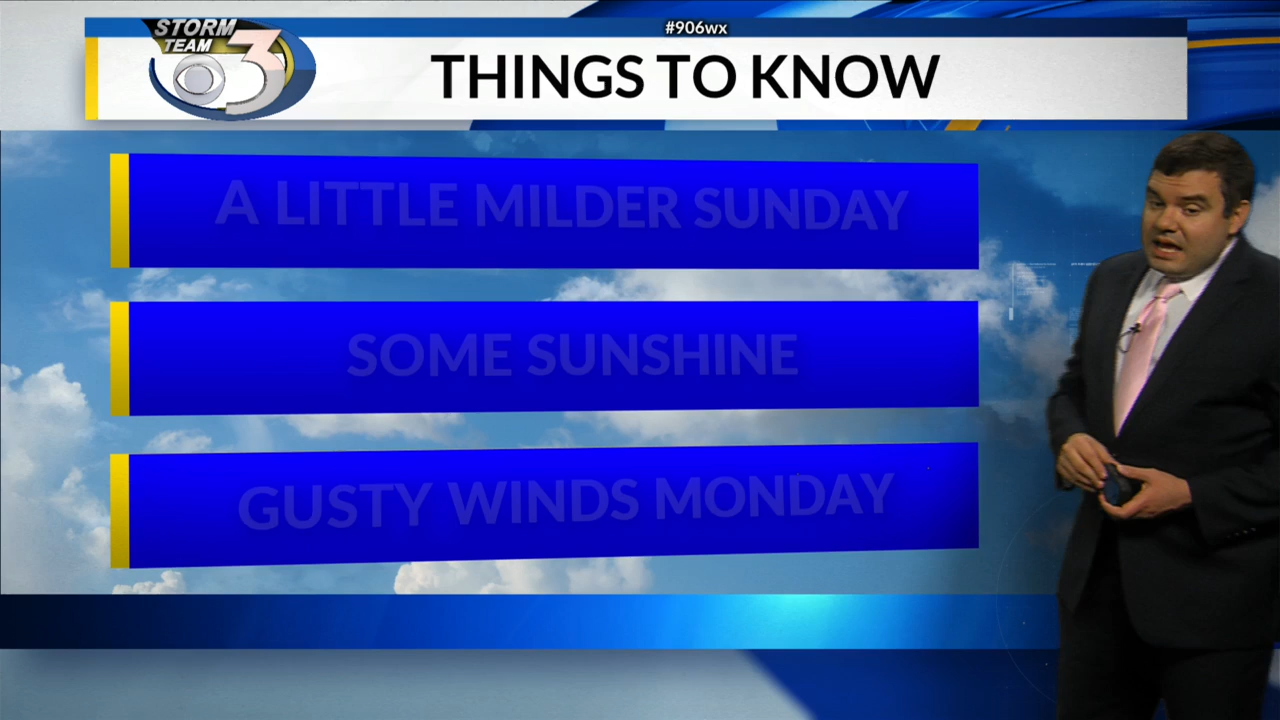 #906wx
STORM
TEAM
3
THINGS TO KNOW
A LITTLE MILDER SUNDAY
SOME SUNSHINE
GUSTY WINDS MONDAY